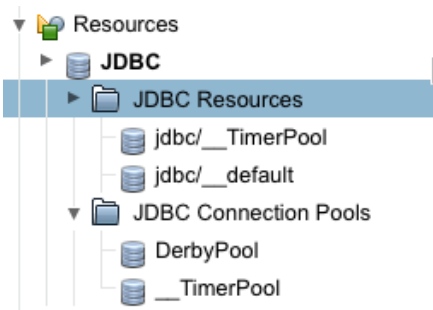 Resources
JDBC
JDBC Resources
jdbc/__TimerPool
jdbc/__default
JDBC Connection Pools
DerbyPool
__TimerPool